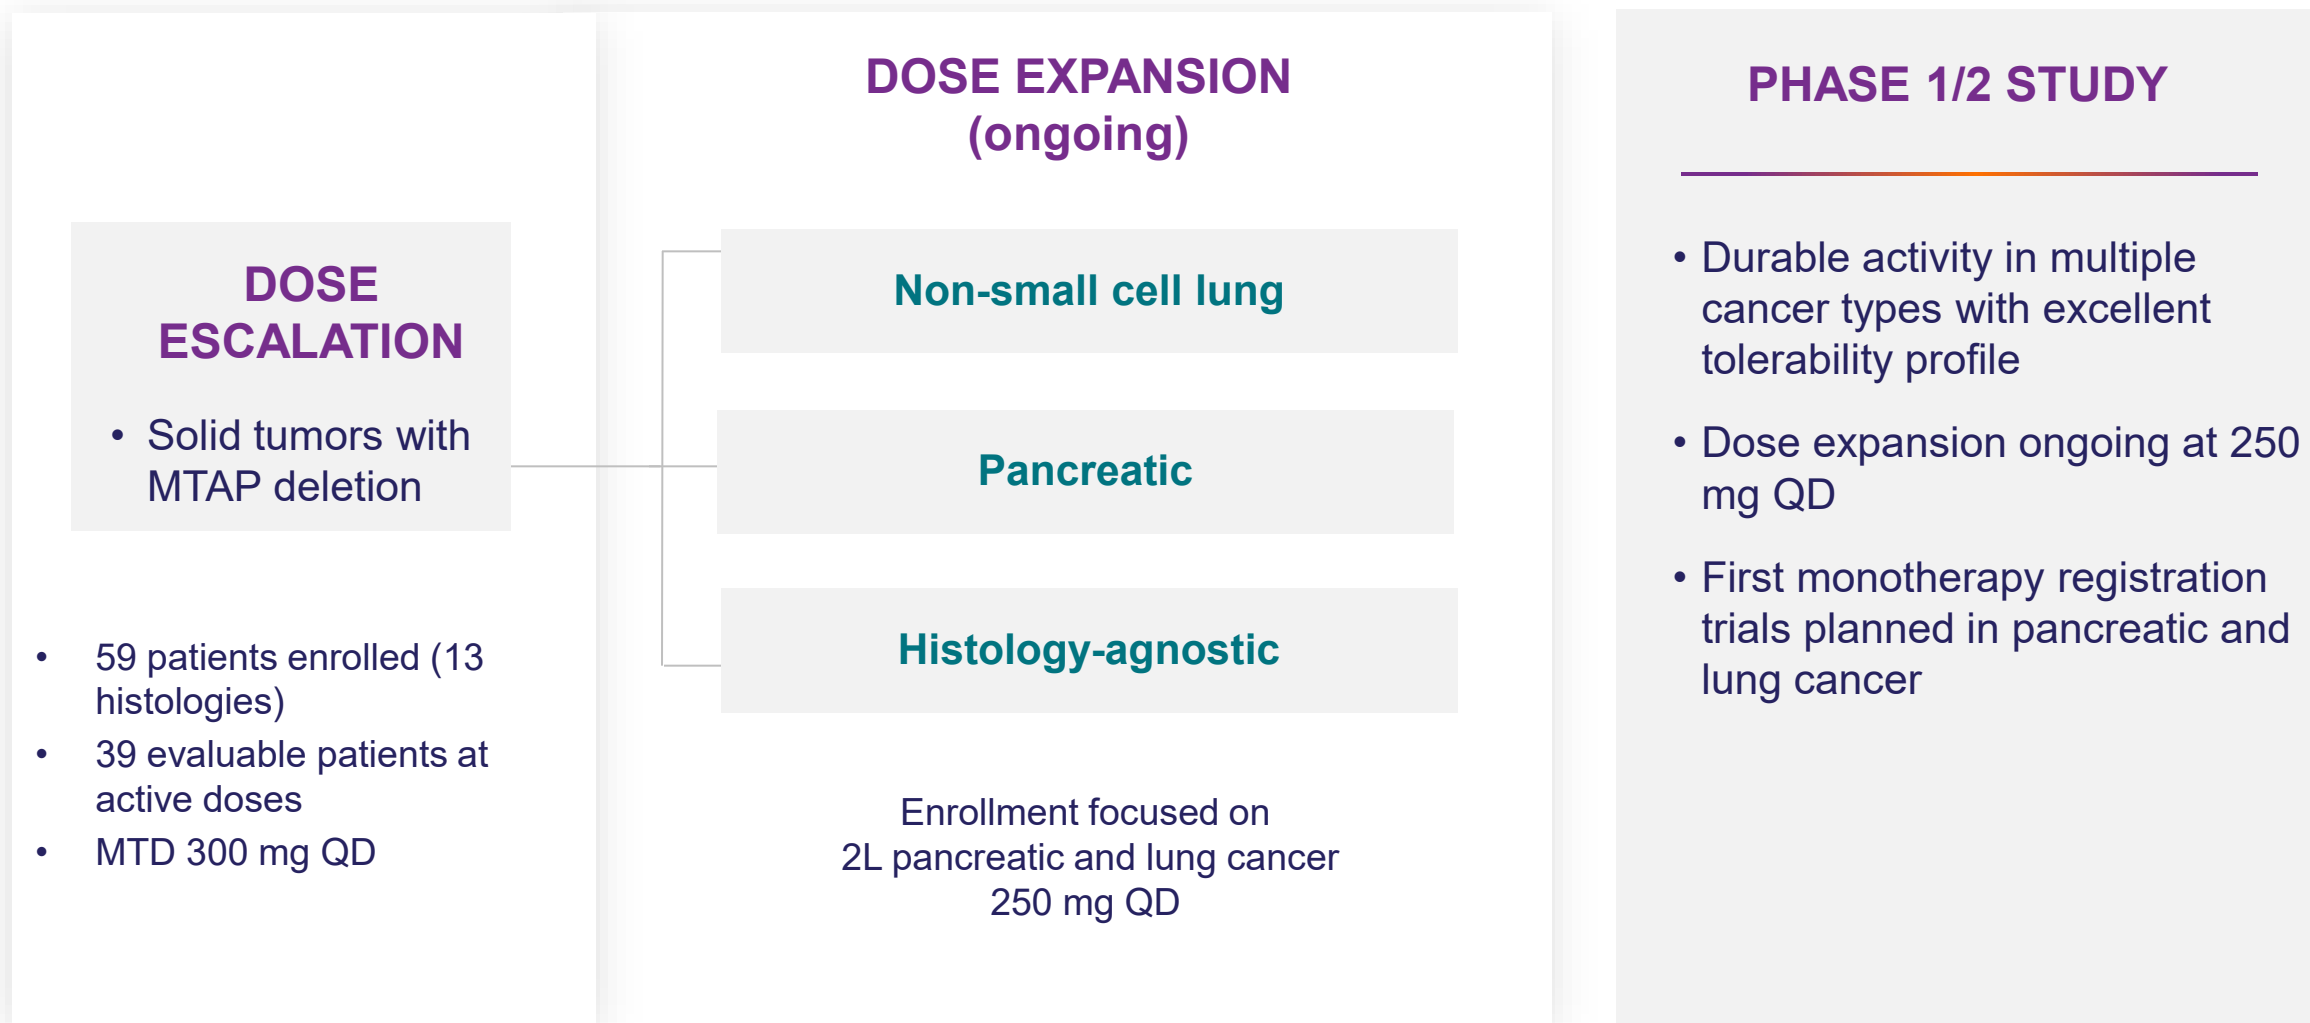 DOSE
ESCALATION
• Solid tumors with
MTAP deletion
• 59 patients enrolled (13
histologies)
• 39 evaluable patients at
active doses
• MTD 300 mg QD
DOSE EXPANSION
(ongoing)
Non-small cell lung
Pancreatic
Histology-agnostic
Enrollment focused on
2L pancreatic and lung cancer
250 mg QD
PHASE 1/2 STUDY
• Durable activity in multiple
cancer types with excellent
tolerability profile
• Dose expansion ongoing at 250
mg QD
• First monotherapy registration
trials planned in pancreatic and
lung cancer